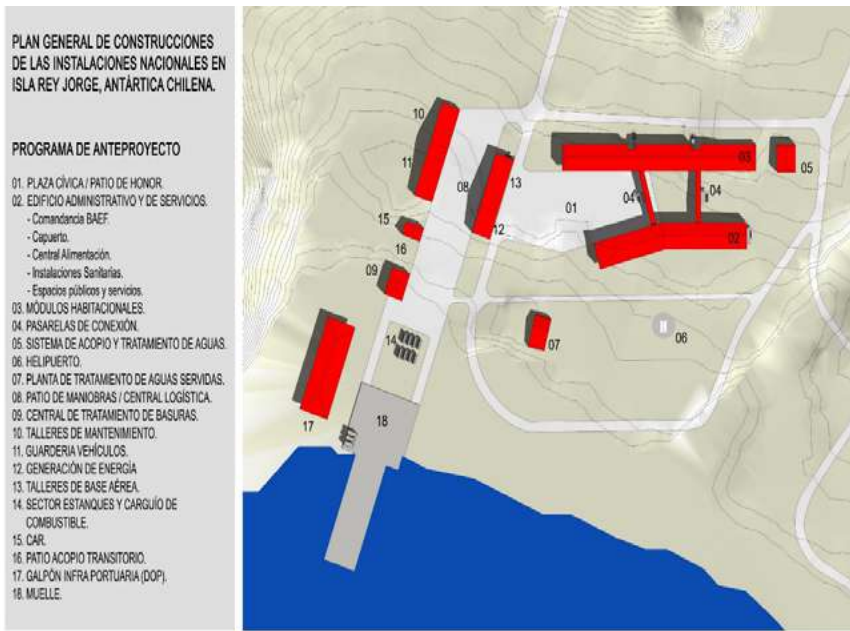 PLAN GENERAL DE CONSTRUCCIONES
DE LAS INSTALACIONES NACIONALES EN
ISLA REY JORGE, ANTÁRTICA CHILENA.
PROGRAMA DE ANTEPROYECTO
01. PLAZA CÍVICA / PATIO DE HONOR.
02. EDIFICIO ADMINISTRATIVO Y DE SERVICIOS.
- Comandancia BAEF.
- Capuerto.
- Central Alimentación.
- Instalaciones Sanitarias.
- Espacios públicos y servicios.
03. MÓDULOS HABITACIONALES.
04. PASARELAS DE CONEXIÓN.
05. SISTEMA DE ACOPIO Y TRATAMIENTO DE AGUAS.
06. HELIPUERTO.
07. PLANTA DE TRATAMIENTO DE AGUAS SERVIDAS.
08. PATIO DE MANIOBRAS / CENTRAL LOGÍSTICA.
09. CENTRAL DE TRATAMIENTO DE BASURAS.
10. TALLERES DE MANTENIMIENTO.
11. GUARDERIA VEHÍCULOS.
12. GENERACIÓN DE ENERGÍA
13. TALLERES DE BASE AÉREA.
14. SECTOR ESTANQUES Y CARGUÍO DE
COMBUSTIBLE.
15. CAR.
16. PATIO ACOPIO TRANSITORIO.
17. GALPÓN INFRA PORTUARIA (DOP).
18. MUELLE.
10
11
08
13
03
05
04
04
01
15
12
02
16
09
14
07
06
17
18